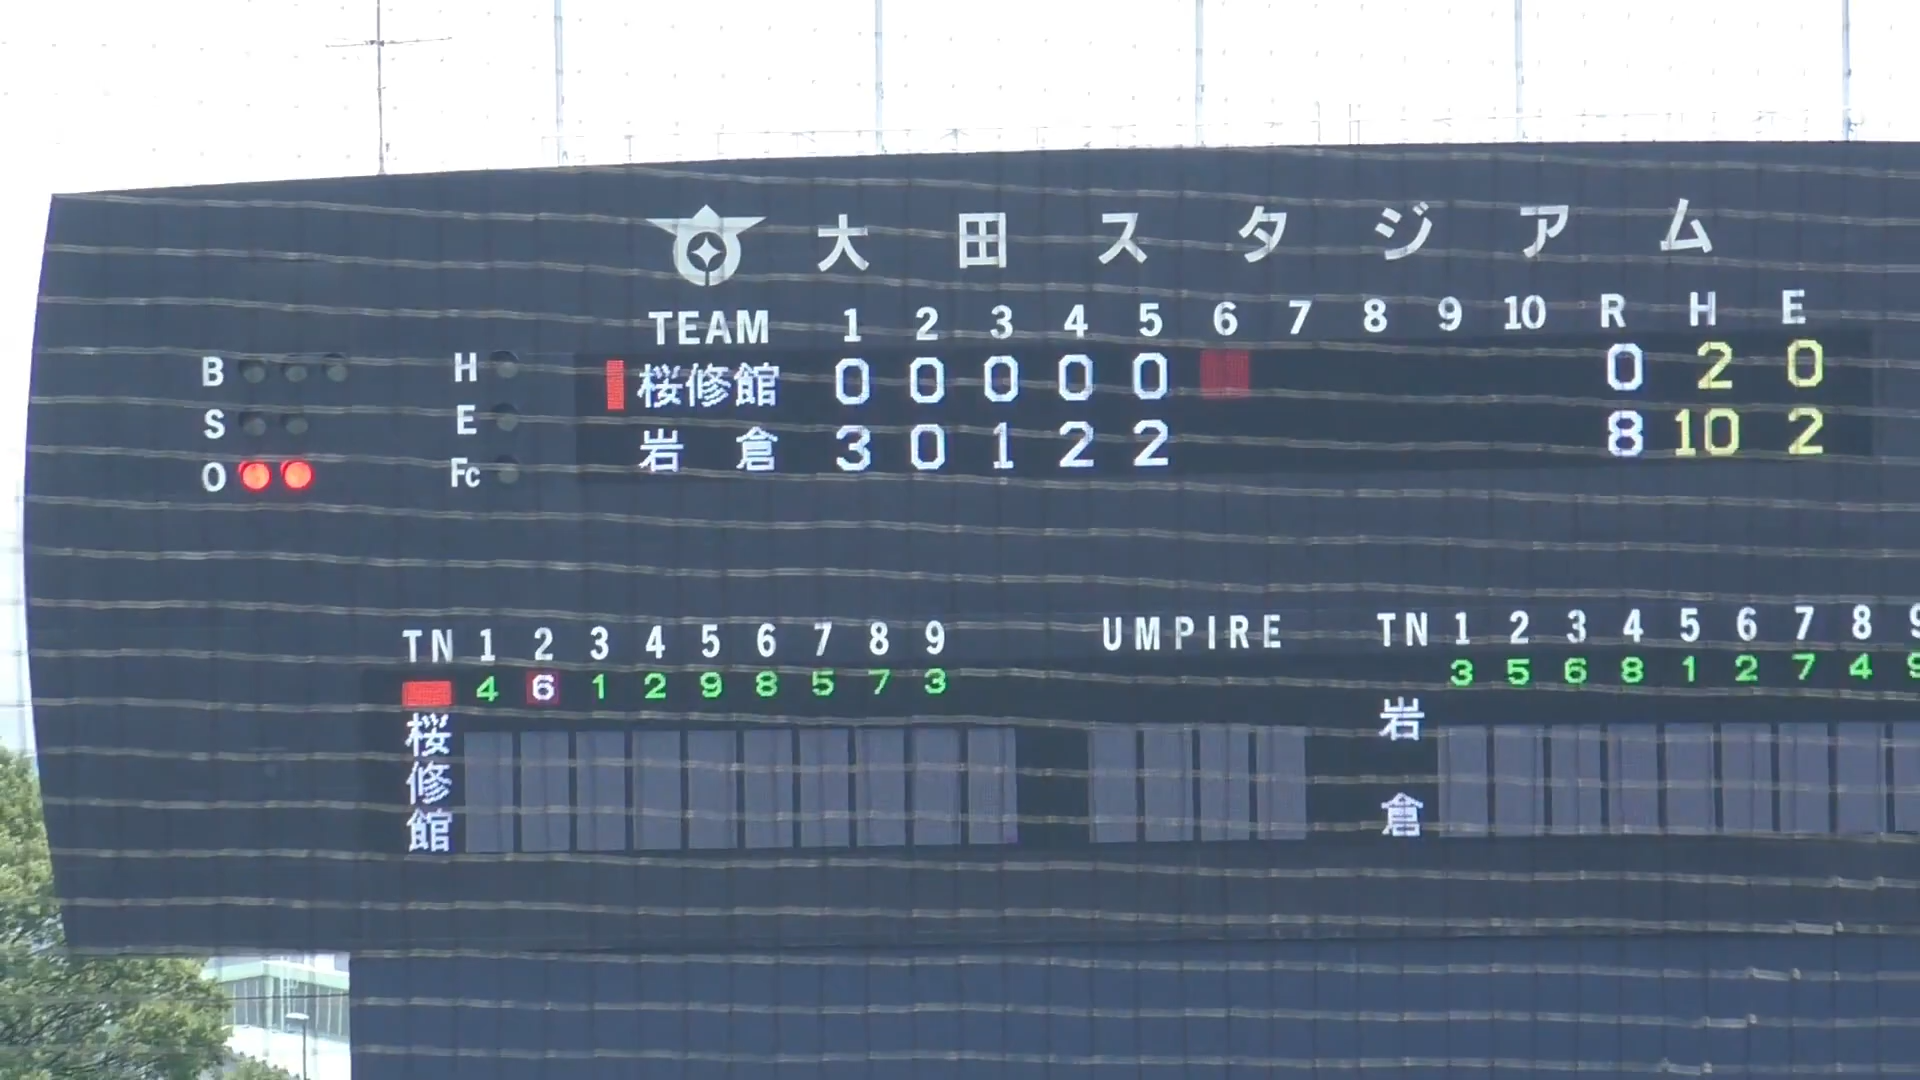 大田スタジアム
TEAM 1 2 3 4 5 6 7 8 9 10 R H E
桜修館 0 0 0 0 0 0 2 0
岩倉 3 0 1 2 2 8 10 2
B H
S E
O Fc
TN 1 2 3 4 5 6 7 8 9
4 6 1 2 9 8 5 7 3
桜修館
UMPIRE
TN 1 2 3 4 5 6 7 8 9
3 5 6 8 1 2 7 4 9
岩倉